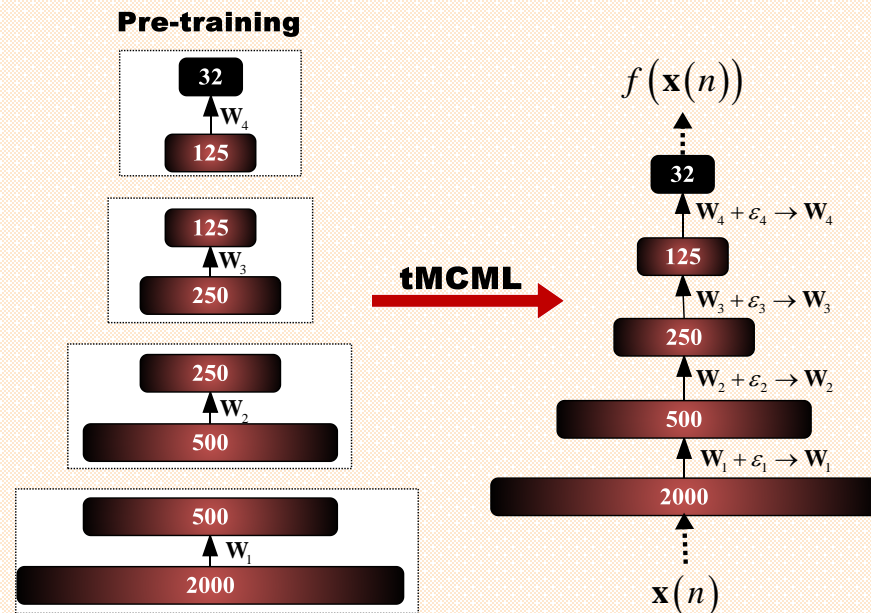 Pre-training
32
W₄
125
125
W₃
250
250
W₂
500
500
W₁
2000
tMCML
f(x(n))
32
W₄ + ε₄ → W₄
125
W₃ + ε₃ → W₃
250
W₂ + ε₂ → W₂
500
W₁ + ε₁ → W₁
2000
x(n)